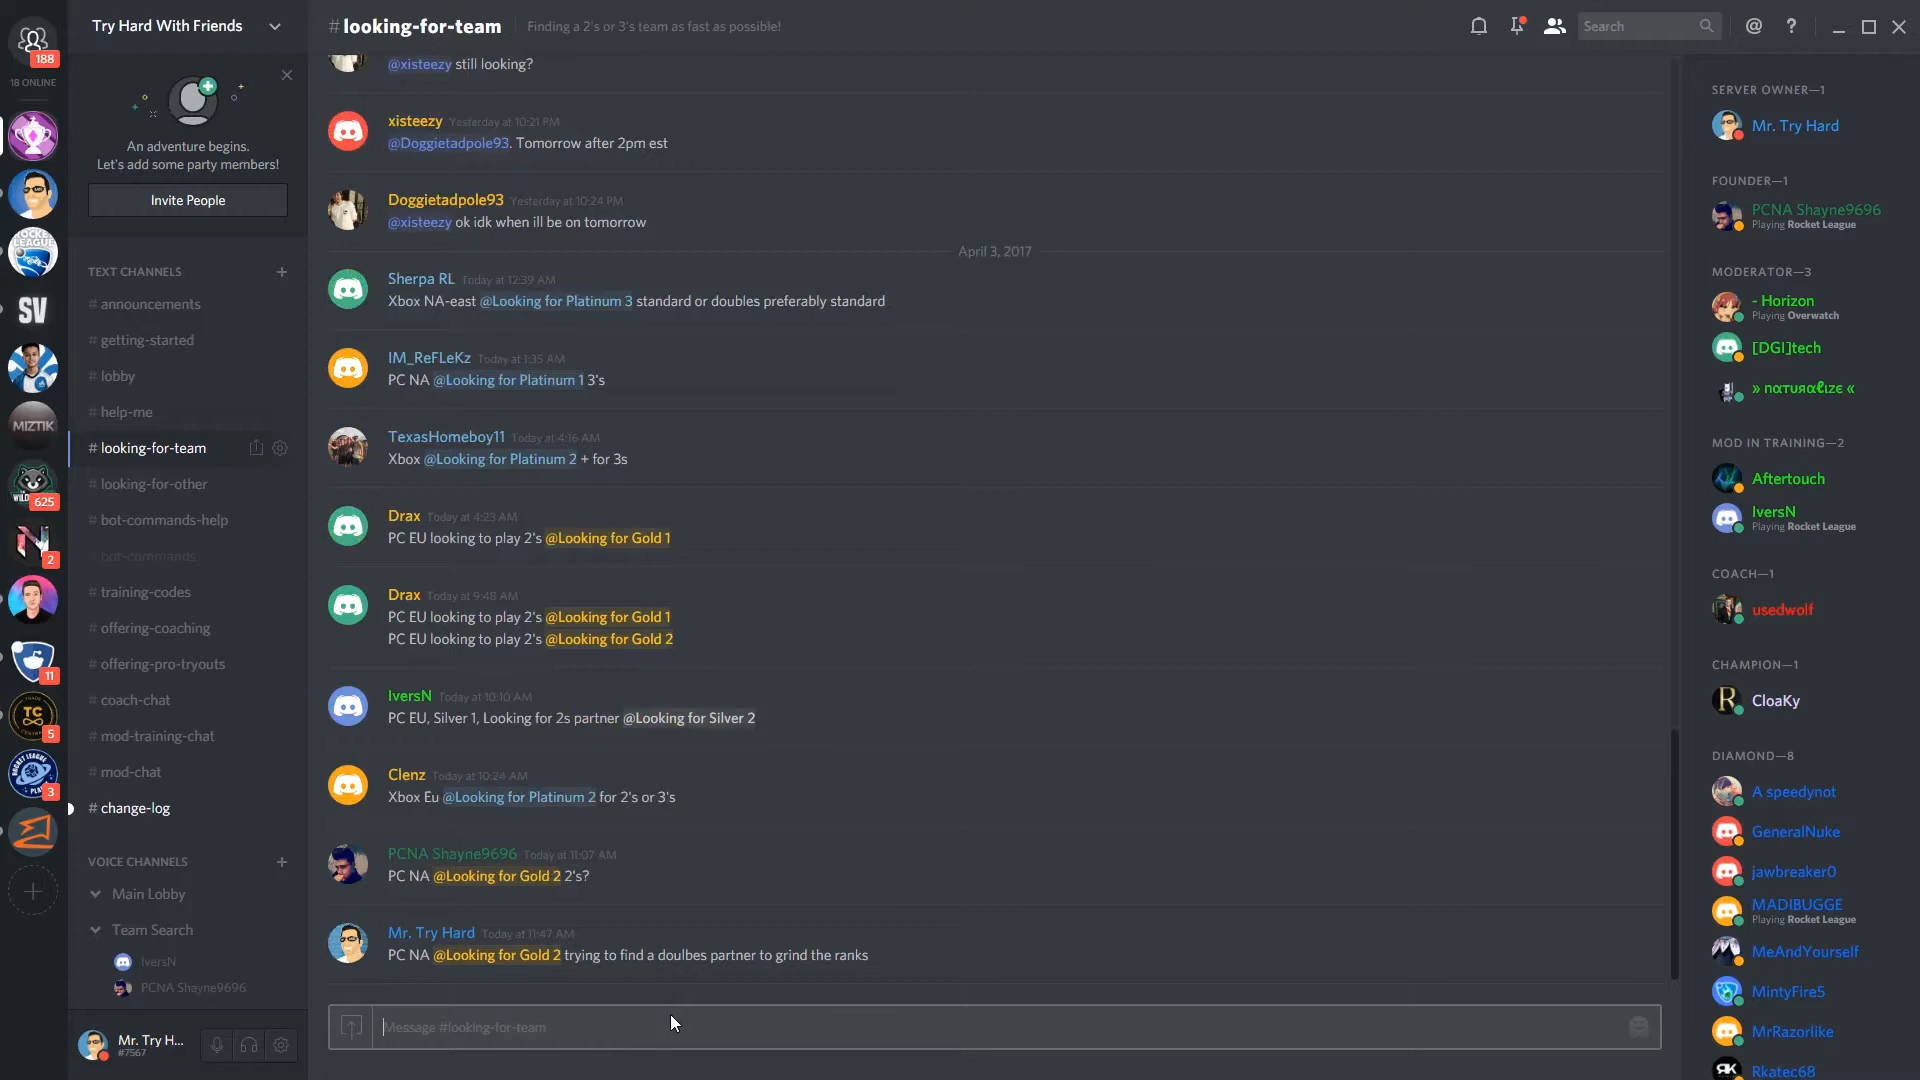 188
18 ONLINE
ROCKET
LEAGUE
SV
MIZTIK
625
2
11
TC
5
3
Try Hard With Friends
An adventure begins.
Let's add some party members!
Invite People
TEXT CHANNELS
# announcements
# getting-started
# lobby
# help-me
# looking-for-team
# looking-for-other
# bot-commands-help
bot-commands
# training-codes
# offering-coaching
# offering-pro-tryouts
# coach-chat
# mod-training-chat
# mod-chat
# change-log
VOICE CHANNELS
Main Lobby
Team Search
IversN
PCNA Shayne9696
Mr. Try H...
#7567
#looking-for-team
Finding a 2's or 3's team as fast as possible!
Search
@xisteezy still looking?
xisteezy Yesterday at 10:21 PM
@Doggietadpole93. Tomorrow after 2pm est
Doggietadpole93 Yesterday at 10:24 PM
@xisteezy ok idk when ill be on tomorrow
April 3, 2017
Sherpa RL Today at 12:39 AM
Xbox NA-east @Looking for Platinum 3 standard or doubles preferably standard
IM_ReFLeKz Today at 1:35 AM
PC NA @Looking for Platinum 1 3's
TexasHomeboy11 Today at 4:16 AM
Xbox @Looking for Platinum 2 + for 3s
Drax Today at 4:23 AM
PC EU looking to play 2's @Looking for Gold 1
Drax Today at 9:48 AM
PC EU looking to play 2's @Looking for Gold 1
PC EU looking to play 2's @Looking for Gold 2
IversN Today at 10:10 AM
PC EU, Silver 1, Looking for 2s partner @Looking for Silver 2
Clenz Today at 10:24 AM
Xbox Eu @Looking for Platinum 2 for 2's or 3's
PCNA Shayne9696 Today at 11:07 AM
PC NA @Looking for Gold 2 2's?
Mr. Try Hard Today at 11:47 AM
PC NA @Looking for Gold 2 trying to find a doulbes partner to grind the ranks
Message #looking-for-team
SERVER OWNER—1
Mr. Try Hard
FOUNDER—1
PCNA Shayne9696
Playing Rocket League
MODERATOR—3
- Horizon
Playing Overwatch
[DGI]tech
» nατυяαℓιzε «
MOD IN TRAINING—2
Aftertouch
IversN
Playing Rocket League
COACH—1
usedwolf
CHAMPION—1
CloaKy
DIAMOND—8
A speedynot
GeneralNuke
jawbreaker0
MADIBUGGE
Playing Rocket League
MeAndYourself
MintyFire5
MrRazorlike
Rkatec68